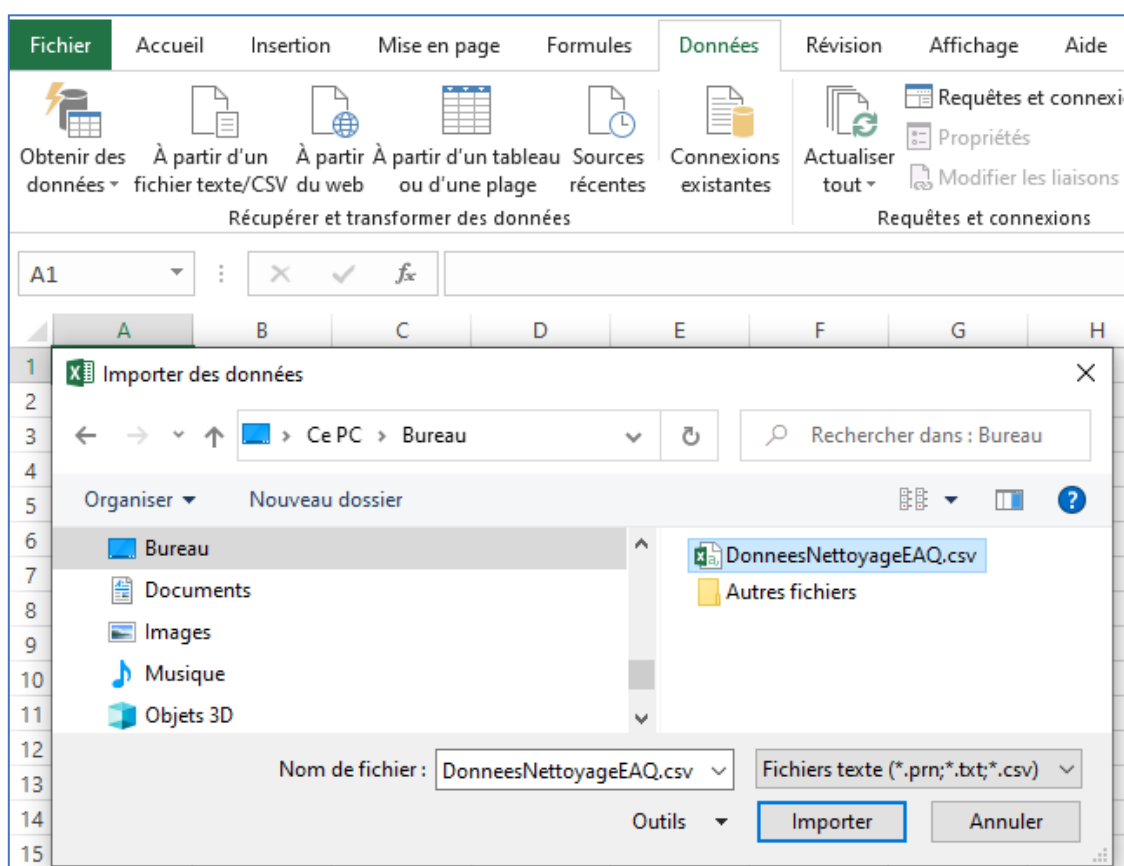 Fichier Accueil Insertion Mise en page Formules Données Révision Affichage Aide
Obtenir des données
À partir d'un fichier texte/CSV
À partir du web
À partir d'un tableau ou d'une plage
Sources récentes
Connexions existantes
Actualiser tout
Requêtes et connexi
Propriétés
Modifier les liaisons
Récupérer et transformer des données
Requêtes et connexions
A1
fx
A B C D E F G H
1
Importer des données
2
3
Ce PC > Bureau
Rechercher dans : Bureau
4
5
Organiser
Nouveau dossier
6
Bureau
DonneesNettoyageEAQ.csv
7
Documents
Autres fichiers
8
Images
9
Musique
10
11
Objets 3D
12
Nom de fichier :
DonneesNettoyageEAQ.csv
Fichiers texte (*.prn;*.txt;*.csv)
13
14
Outils
Importer
Annuler
15